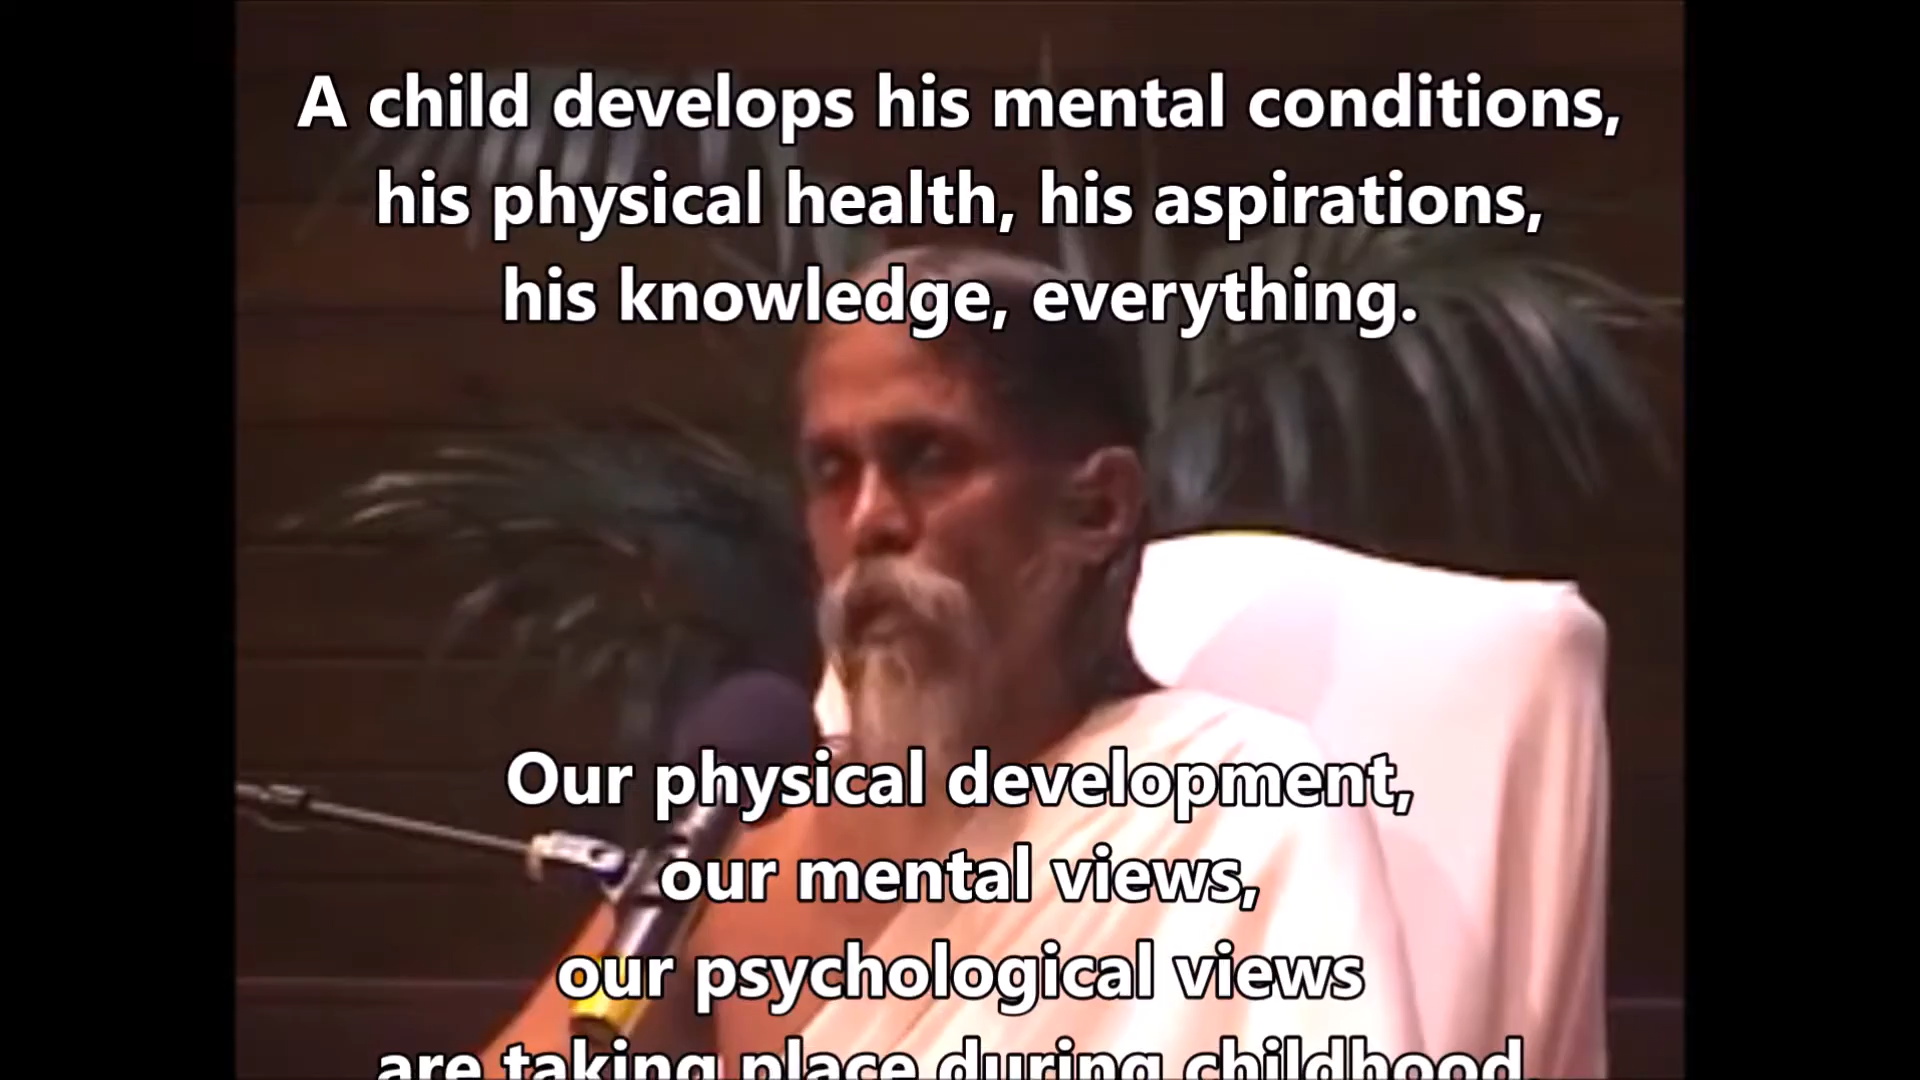 A child develops his mental conditions,
his physical health, his aspirations,
his knowledge, everything.
Our physical development,
our mental views,
our psychological views
are taking place during childhood.